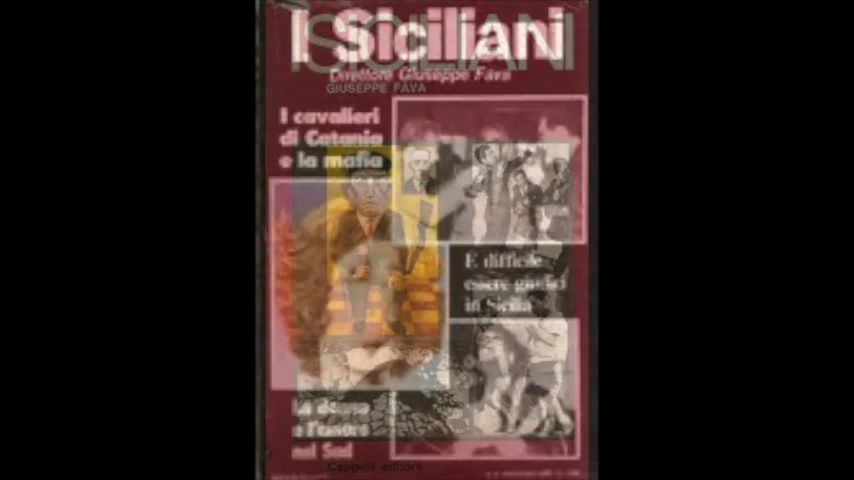 I Siciliani
SICILIANI
Direttore Giuseppe Fava
GIUSEPPE FAVA
I cavalieri
di Catania
e la mafia
E difficile
essere giudici
in Sicilia
La donna
e l'amore
nel Sud
Cappelli editore